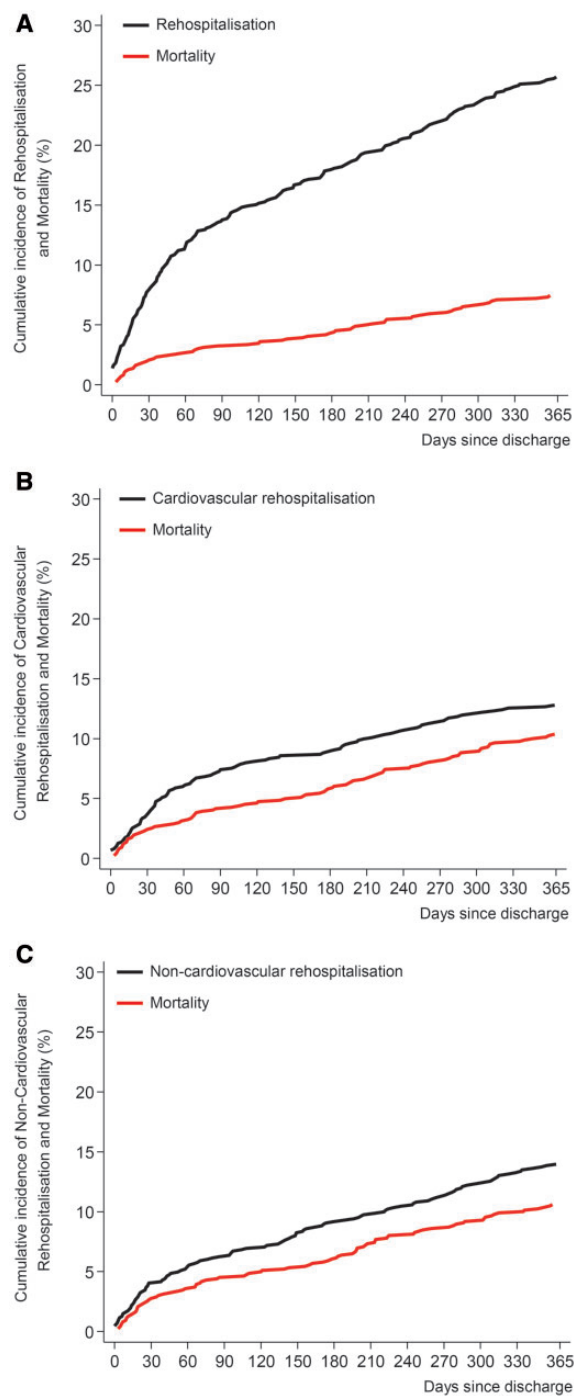 A
Rehospitalisation
Mortality
Cumulative incidence of Rehospitalisation
and Mortality (%)
30
25
20
15
10
5
0
0 30 60 90 120 150 180 210 240 270 300 330 365
Days since discharge
B
Cardiovascular rehospitalisation
Mortality
Cumulative incidence of Cardiovascular
Rehospitalisation and Mortality (%)
30
25
20
15
10
5
0
0 30 60 90 120 150 180 210 240 270 300 330 365
Days since discharge
C
Non-cardiovascular rehospitalisation
Mortality
Cumulative incidence of Non-Cardiovascular
Rehospitalisation and Mortality (%)
30
25
20
15
10
5
0
0 30 60 90 120 150 180 210 240 270 300 330 365
Days since discharge